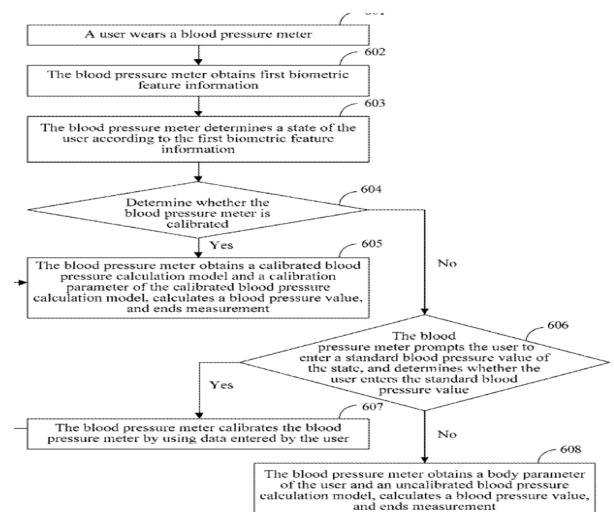 A user wears a blood pressure meter
602
The blood pressure meter obtains first biometric
feature information
603
The blood pressure meter determines a state of the
user according to the first biometric feature
information
604
Determine whether the
blood pressure meter is
calibrated
Yes
605
No
The blood pressure meter obtains a calibrated blood
pressure calculation model and a calibration
parameter of the calibrated blood pressure
calculation model, calculates a blood pressure value,
and ends measurement
606
The blood
pressure meter prompts the user to
enter a standard blood pressure value of
the state, and determines whether the
user enters the standard blood
pressure value
Yes
607
The blood pressure meter calibrates the blood
pressure meter by using data entered by the user
No
608
The blood pressure meter obtains a body parameter
of the user and an uncalibrated blood pressure
calculation model, calculates a blood pressure value,
and ends measurement